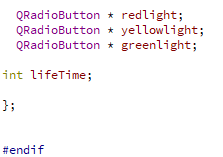 QRadioButton * redlight;
QRadioButton * yellowlight;
QRadioButton * greenlight;
int lifeTime;
};
#endif